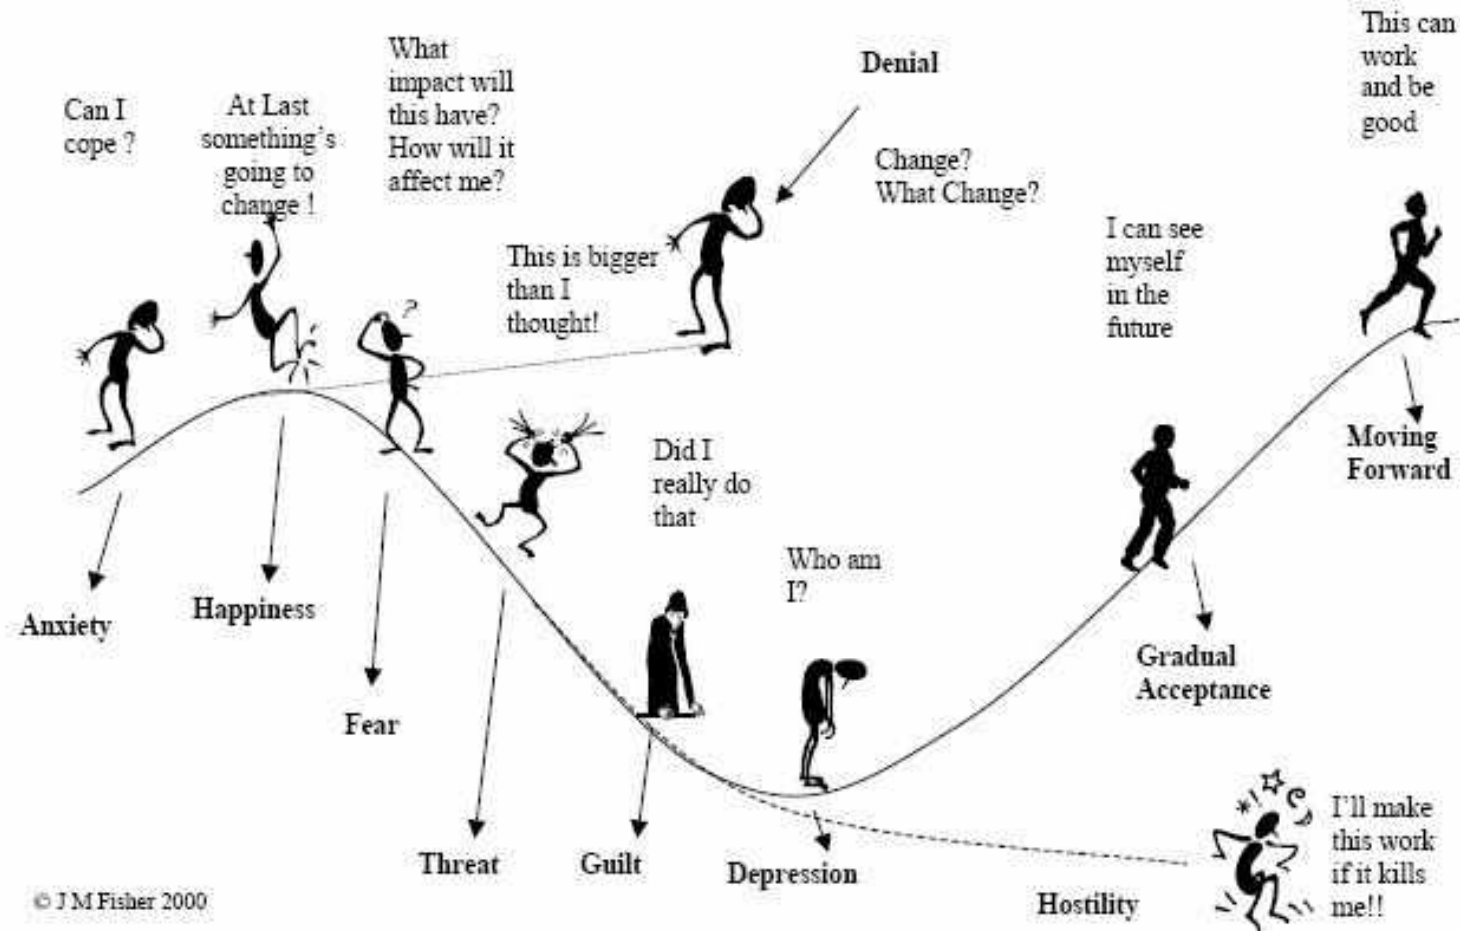 Can I
cope ?
At Last
something's
going to
change !
What
impact will
this have?
How will it
affect me?
This is bigger
than I
thought!
Denial
Change?
What Change?
Did I
really do
that
Who am
I?
I can see
myself
in the
future
This can
work
and be
good
?
Anxiety
Happiness
Fear
Threat
Guilt
Depression
Gradual
Acceptance
Moving
Forward
Hostility
I'll make
this work
if it kills
me!!
© J M Fisher 2000